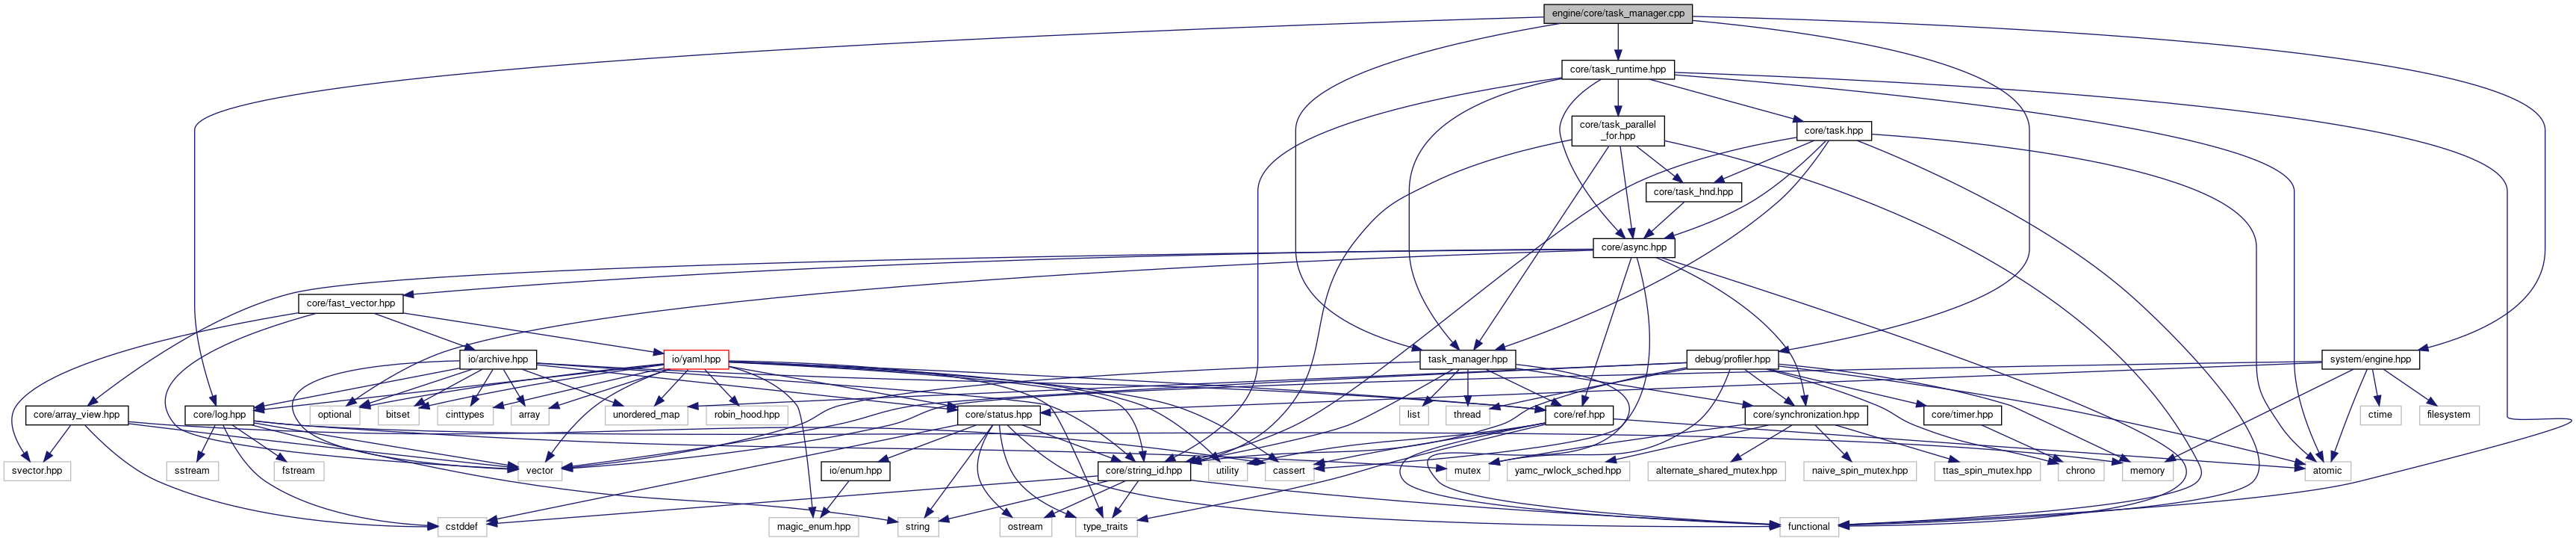 engine/core/task_manager.cpp
core/task_runtime.hpp
core/task_parallel
_for.hpp
core/task.hpp
core/task_hnd.hpp
core/async.hpp
core/fast_vector.hpp
io/archive.hpp
io/yaml.hpp
task_manager.hpp
debug/profiler.hpp
system/engine.hpp
core/array_view.hpp
core/log.hpp
optional
bitset
cinttypes
array
unordered_map
robin_hood.hpp
core/status.hpp
list
thread
core/ref.hpp
core/synchronization.hpp
core/timer.hpp
ctime
filesystem
svector.hpp
sstream
fstream
vector
io/enum.hpp
core/string_id.hpp
utility
cassert
mutex
yamc_rwlock_sched.hpp
alternate_shared_mutex.hpp
naive_spin_mutex.hpp
ttas_spin_mutex.hpp
chrono
memory
atomic
cstddef
magic_enum.hpp
string
ostream
type_traits
functional